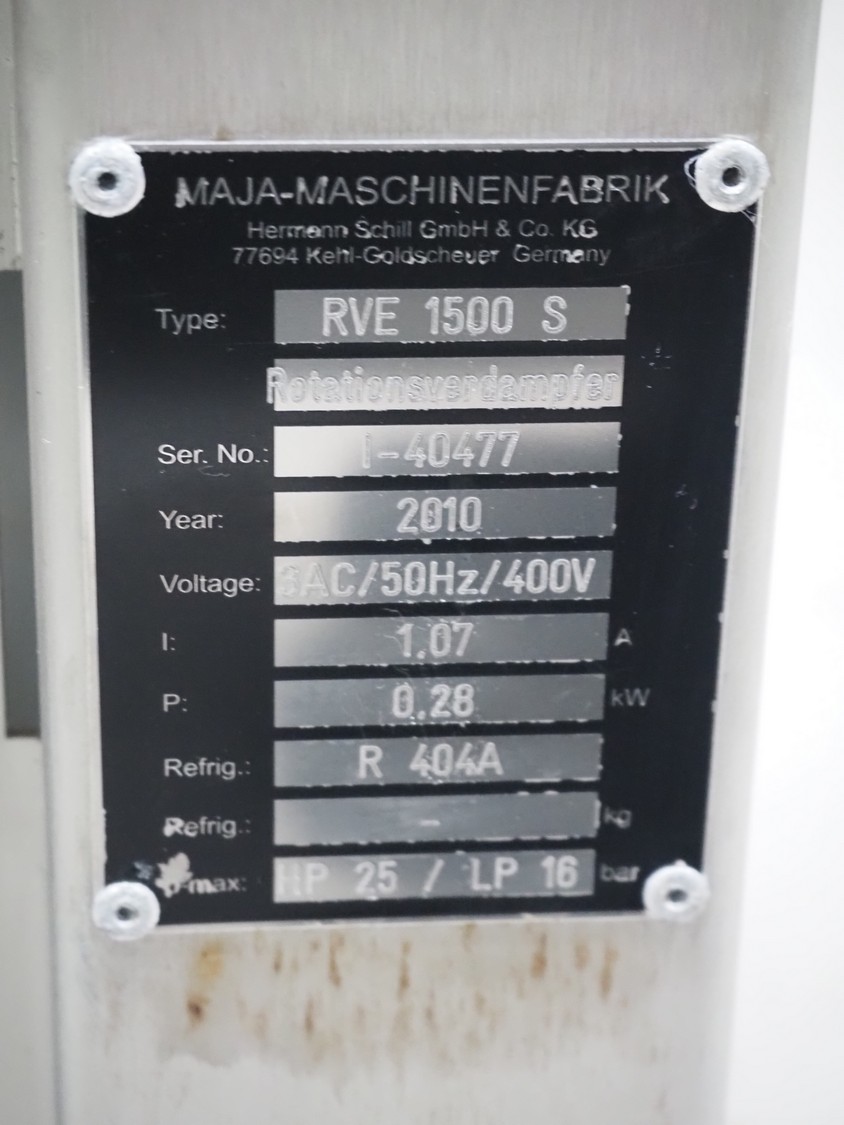 MAJA-MASCHINENFABRIK
Hermann Schill GmbH & Co. KG
77694 Kehl-Goldscheuer Germany
Type: RVE 1500 S
Rotationsverdampfer
Ser. No.: I-40477
Year: 2010
Voltage: 3AC/50Hz/400V
I: 1.07 A
P: 0.28 kW
Refrig.: R 404A
Refrig.: - kg
p-max: HP 25 / LP 16 bar